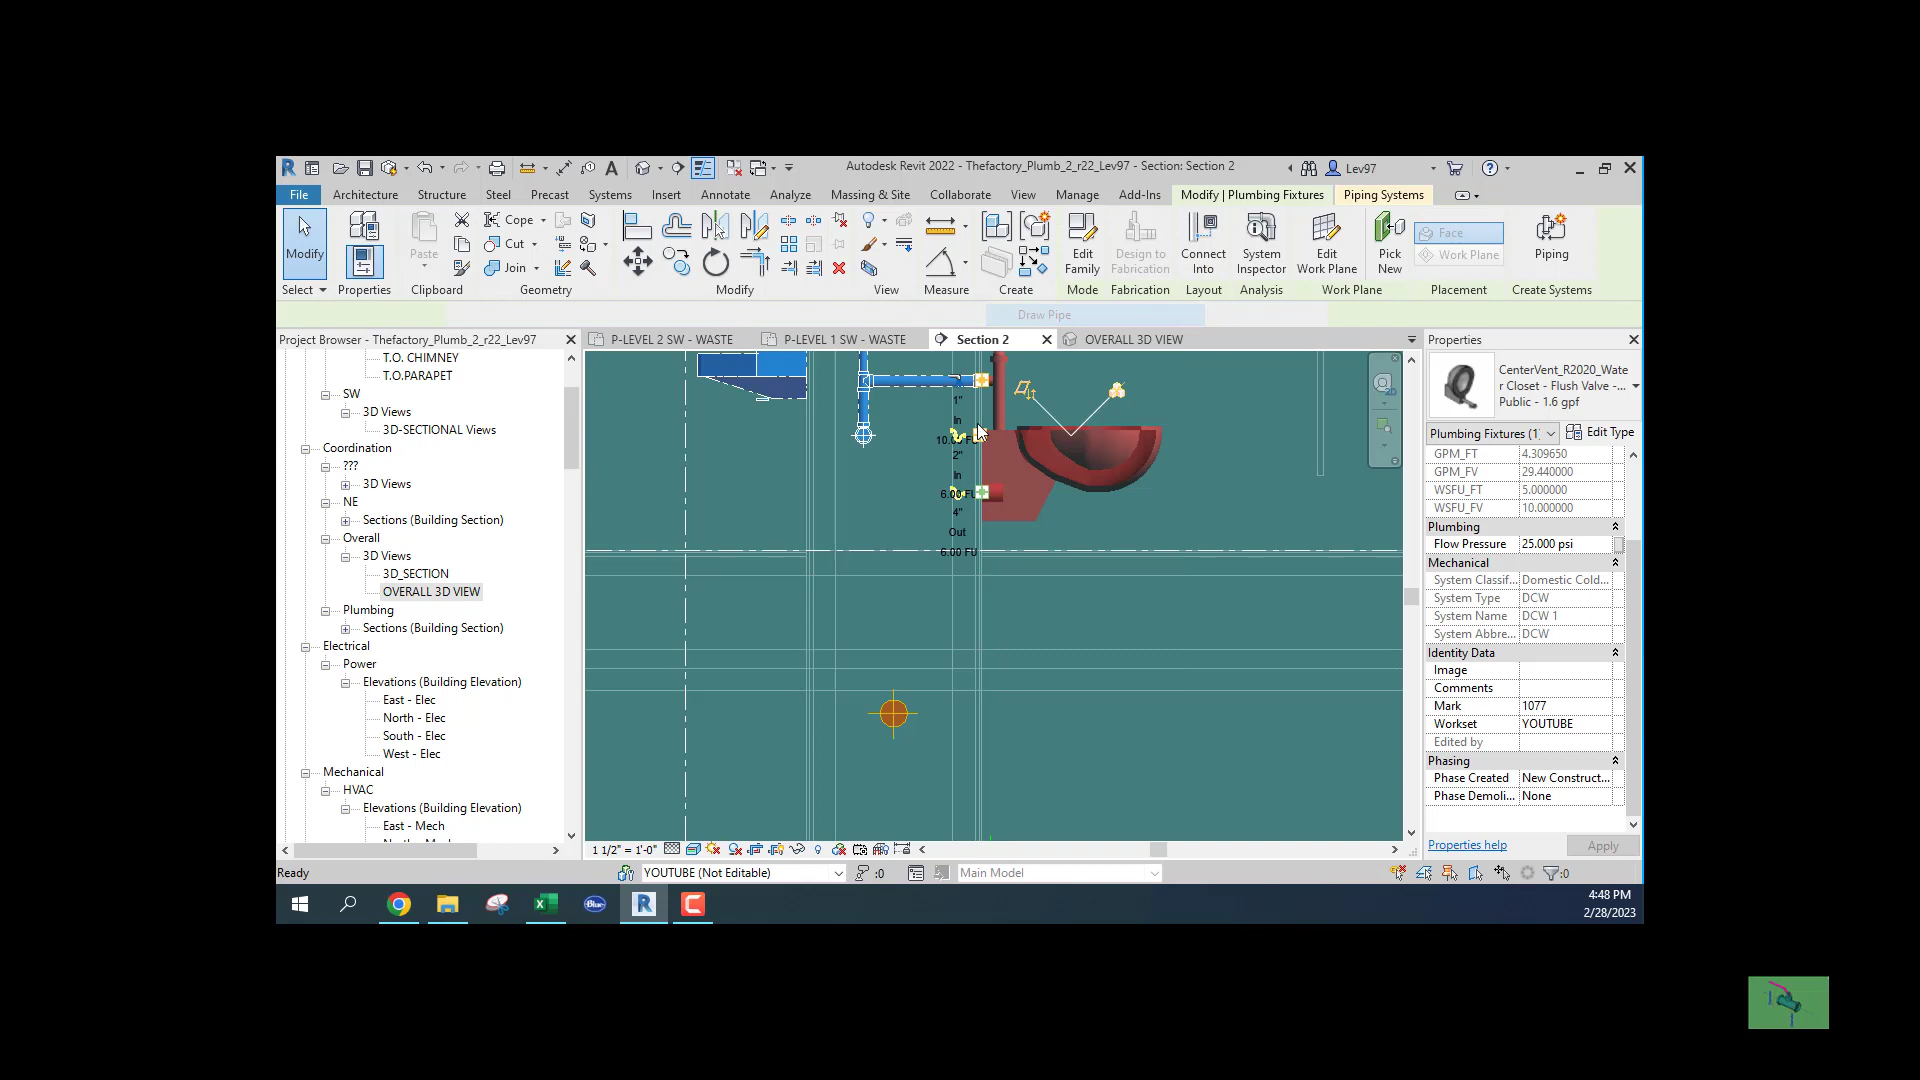 Autodesk Revit 2022 - Thefactory_Plumb_2_r22_Lev97 - Section: Section 2
Lev97
File Architecture Structure Steel Precast Systems Insert Annotate Analyze Massing & Site Collaborate View Manage Add-Ins Modify | Plumbing Fixtures Piping Systems
Modify Paste Cope Cut Join Edit Family Design to Fabrication Connect Into System Inspector Edit Work Plane Pick New Face Work Plane Piping
Select Properties Clipboard Geometry Modify View Measure Create Mode Fabrication Layout Analysis Work Plane Placement Create Systems
Draw Pipe
Project Browser - Thefactory_Plumb_2_r22_Lev97
T.O. CHIMNEY
T.O.PARAPET
SW
3D Views
3D-SECTIONAL Views
Coordination
???
3D Views
NE
Sections (Building Section)
Overall
3D Views
3D_SECTION
OVERALL 3D VIEW
Plumbing
Sections (Building Section)
Electrical
Power
Elevations (Building Elevation)
East - Elec
North - Elec
South - Elec
West - Elec
Mechanical
HVAC
Elevations (Building Elevation)
East - Mech
P-LEVEL 2 SW - WASTE P-LEVEL 1 SW - WASTE Section 2 OVERALL 3D VIEW
1"
In
2"
In
6.00 FU
4"
Out
6.00 FU
Properties
CenterVent_R2020_Wate
r Closet - Flush Valve -
Public - 1.6 gpf
Plumbing Fixtures (1) Edit Type
GPM_FT 4.309650
GPM_FV 29.440000
WSFU_FT 5.000000
WSFU_FV 10.000000
Plumbing
Flow Pressure 25.000 psi
Mechanical
System Classif... Domestic Cold...
System Type DCW
System Name DCW 1
System Abbre... DCW
Identity Data
Image
Comments
Mark 1077
Workset YOUTUBE
Edited by
Phasing
Phase Created New Construct...
Phase Demoli... None
Properties help Apply
1 1/2" = 1'-0"
Ready YOUTUBE (Not Editable) :0 Main Model :0
4:48 PM
2/28/2023